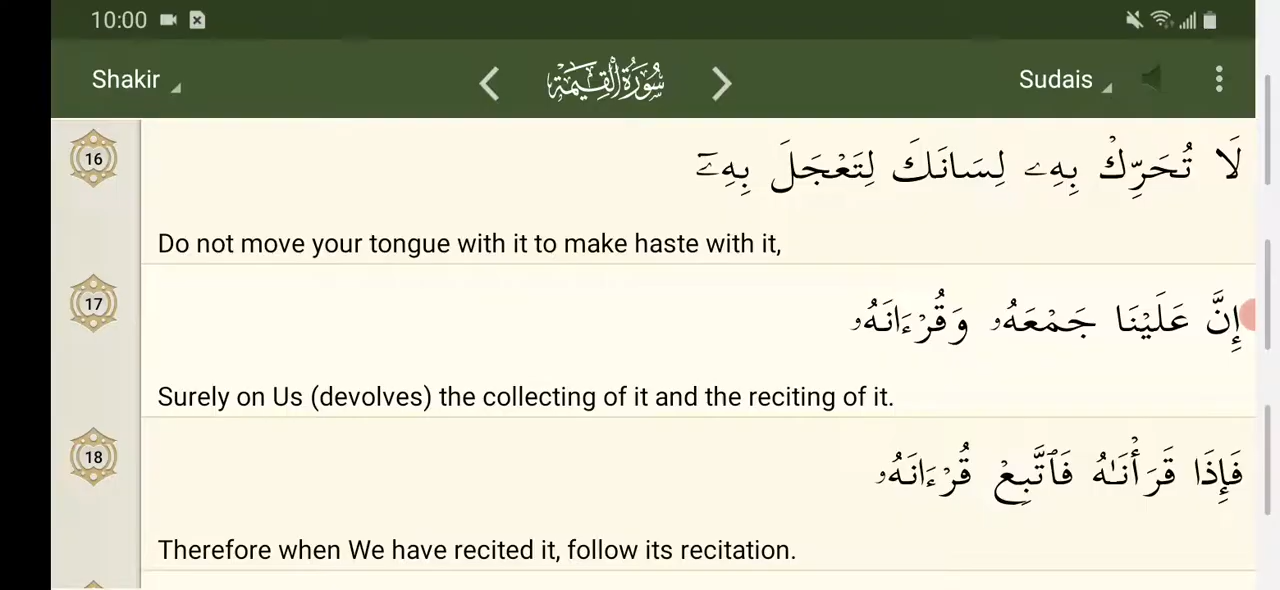 10:00
Shakir
سُورَةُ الْقِيَٰمَةِ
Sudais
16
لَا تُحَرِّكْ بِهِۦ لِسَانَكَ لِتَعْجَلَ بِهِۦٓ
Do not move your tongue with it to make haste with it,
17
إِنَّ عَلَيْنَا جَمْعَهُۥ وَقُرْءَانَهُۥ
Surely on Us (devolves) the collecting of it and the reciting of it.
18
فَإِذَا قَرَأْنَٰهُ فَٱتَّبِعْ قُرْءَانَهُۥ
Therefore when We have recited it, follow its recitation.